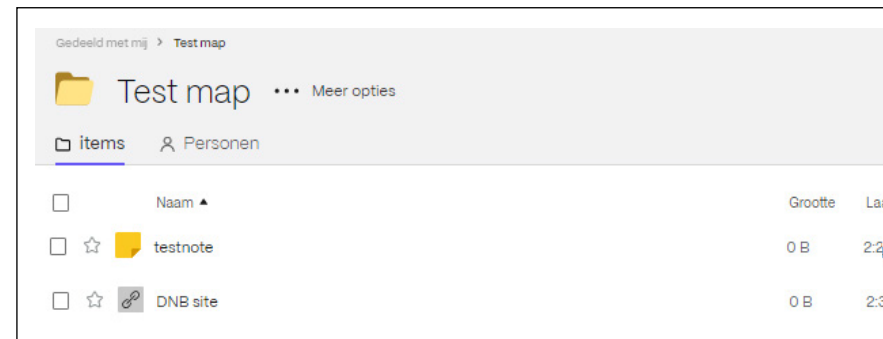 Gedeeld met mij > Test map
Test map ••• Meer opties
items Personen
Naam ▲ Grootte
testnote 0 B
DNB site 0 B